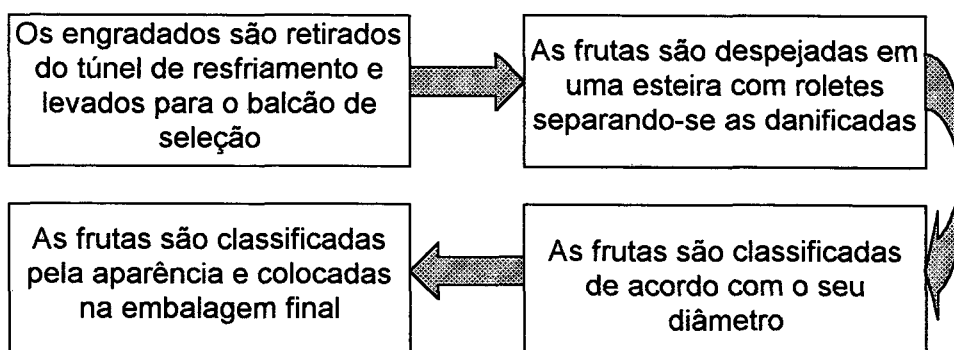 Os engradados são retirados
do túnel de resfriamento e
levados para o balcão de
seleção
As frutas são despejadas em
uma esteira com roletes
separando-se as danificadas
As frutas são classificadas
de acordo com o seu
diâmetro
As frutas são classificadas
pela aparência e colocadas
na embalagem final